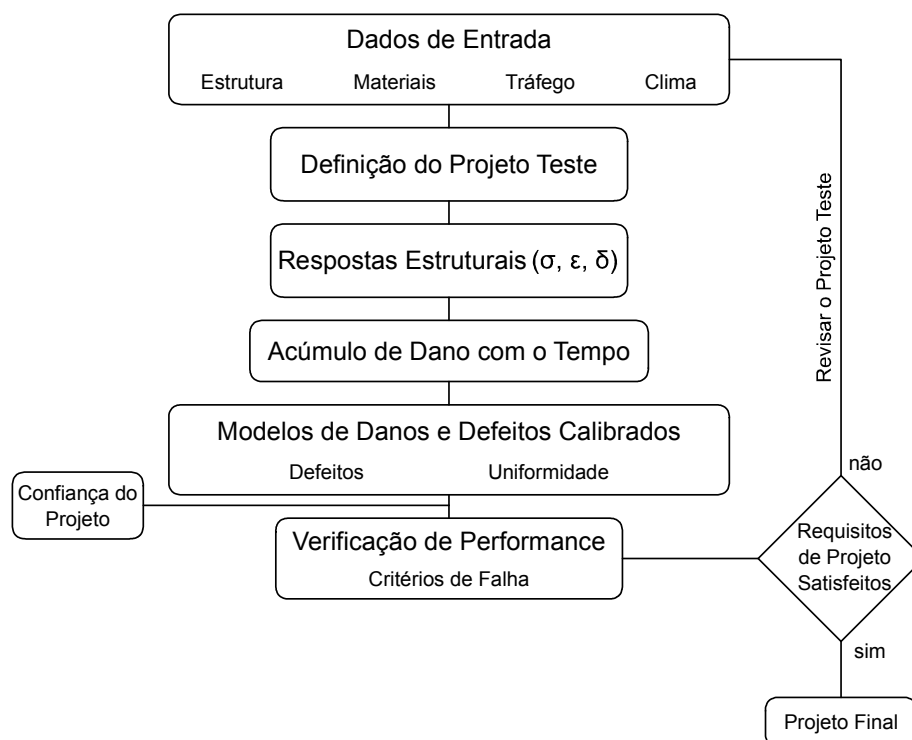 Dados de Entrada
Estrutura Materiais Tráfego Clima
Definição do Projeto Teste
Respostas Estruturais (σ, ε, δ)
Acúmulo de Dano com o Tempo
Modelos de Danos e Defeitos Calibrados
Defeitos Uniformidade
Confiança do
Projeto
Verificação de Performance
Critérios de Falha
Revisar o Projeto Teste
não
Requisitos
de Projeto
Satisfeitos
sim
Projeto Final